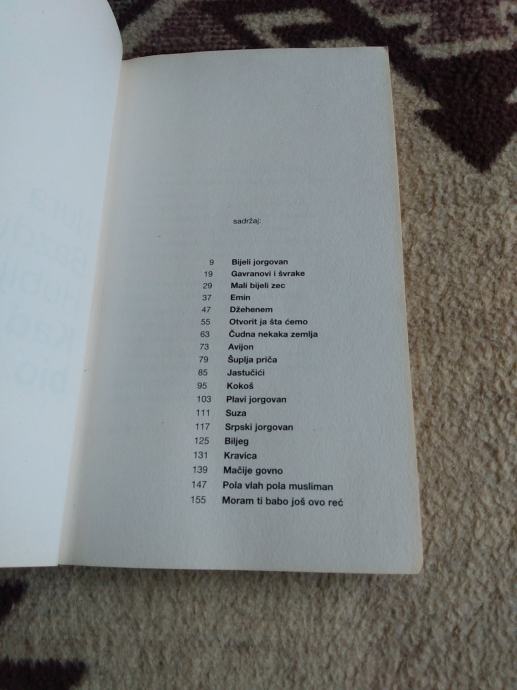 sadržaj:
9 Bijeli jorgovan
19 Gavranovi i švrake
29 Mali bijeli zec
37 Emin
47 Džehenem
55 Otvorit ja šta ćemo
63 Čudna nekaka zemlja
73 Avijon
79 Šuplja priča
85 Jastučići
95 Kokoš
103 Plavi jorgovan
111 Suza
117 Srpski jorgovan
125 Biljeg
131 Kravica
139 Mačije govno
147 Pola vlah pola musliman
155 Moram ti babo još ovo reć